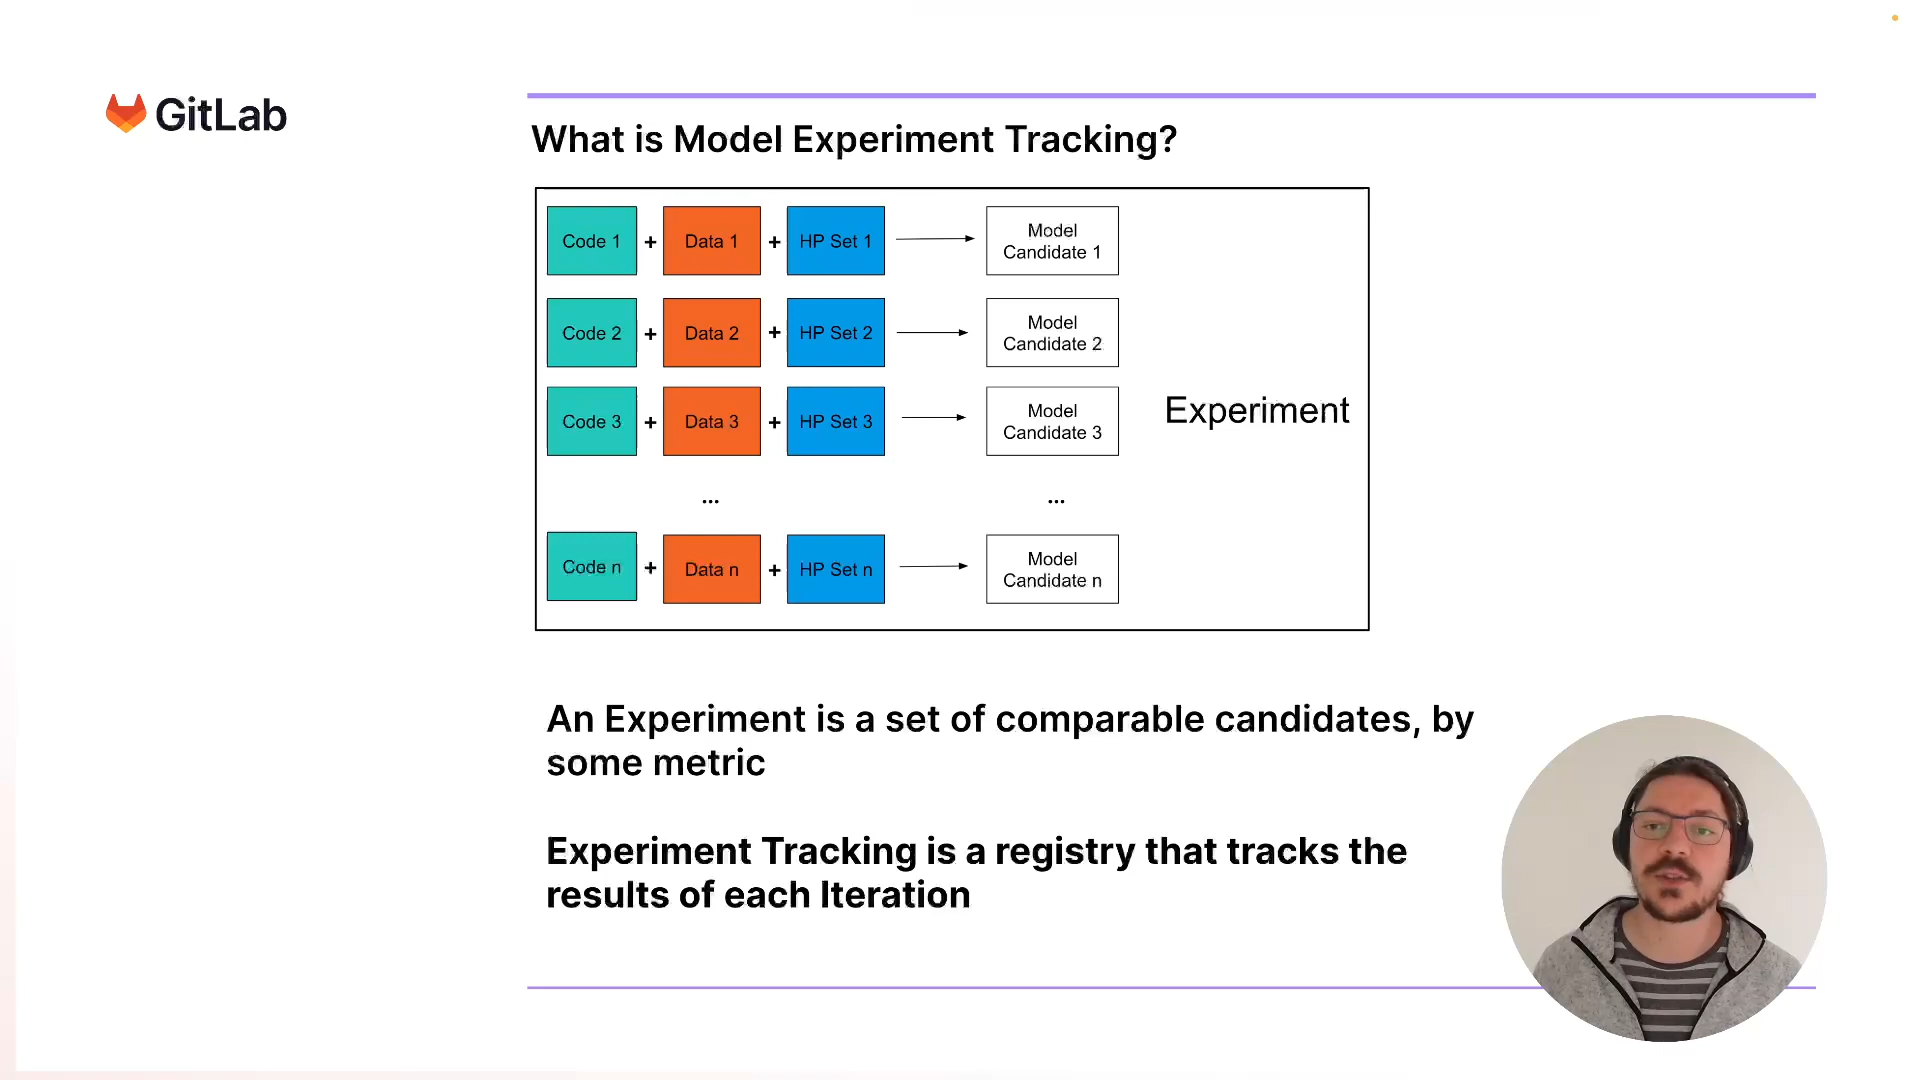 GitLab
What is Model Experiment Tracking?
Code 1 + Data 1 + HP Set 1
Model
Candidate 1
Code 2 + Data 2 + HP Set 2
Model
Candidate 2
Code 3 + Data 3 + HP Set 3
Model
Candidate 3
Experiment
... ...
Code n + Data n + HP Set n
Model
Candidate n
An Experiment is a set of comparable candidates, by
some metric
Experiment Tracking is a registry that tracks the
results of each Iteration